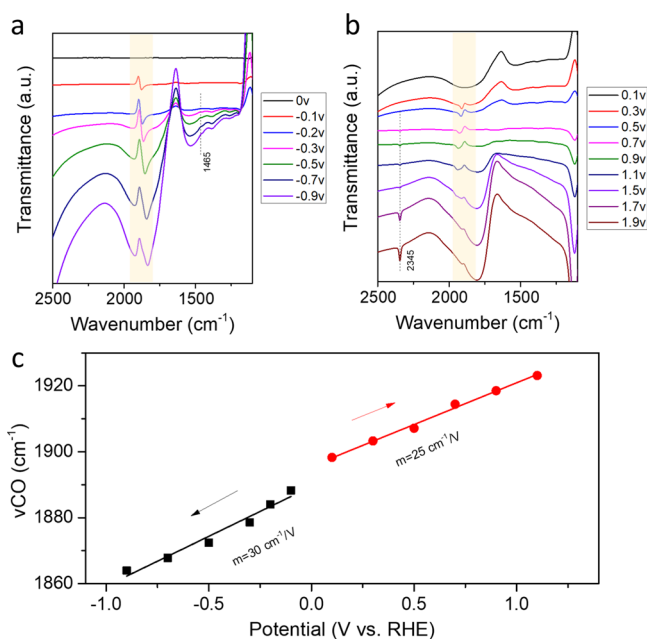 a
Transmittance (a.u.)
1465
2500 2000 1500
Wavenumber (cm⁻¹)
0v
-0.1v
-0.2v
-0.3v
-0.5v
-0.7v
-0.9v
b
Transmittance (a.u.)
2345
2500 2000 1500
Wavenumber (cm⁻¹)
0.1v
0.3v
0.5v
0.7v
0.9v
1.1v
1.5v
1.7v
1.9v
c
vCO (cm⁻¹)
1920
1900
1880
1860
m=25 cm⁻¹/V
m=30 cm⁻¹/V
-1.0 -0.5 0.0 0.5 1.0
Potential (V vs. RHE)